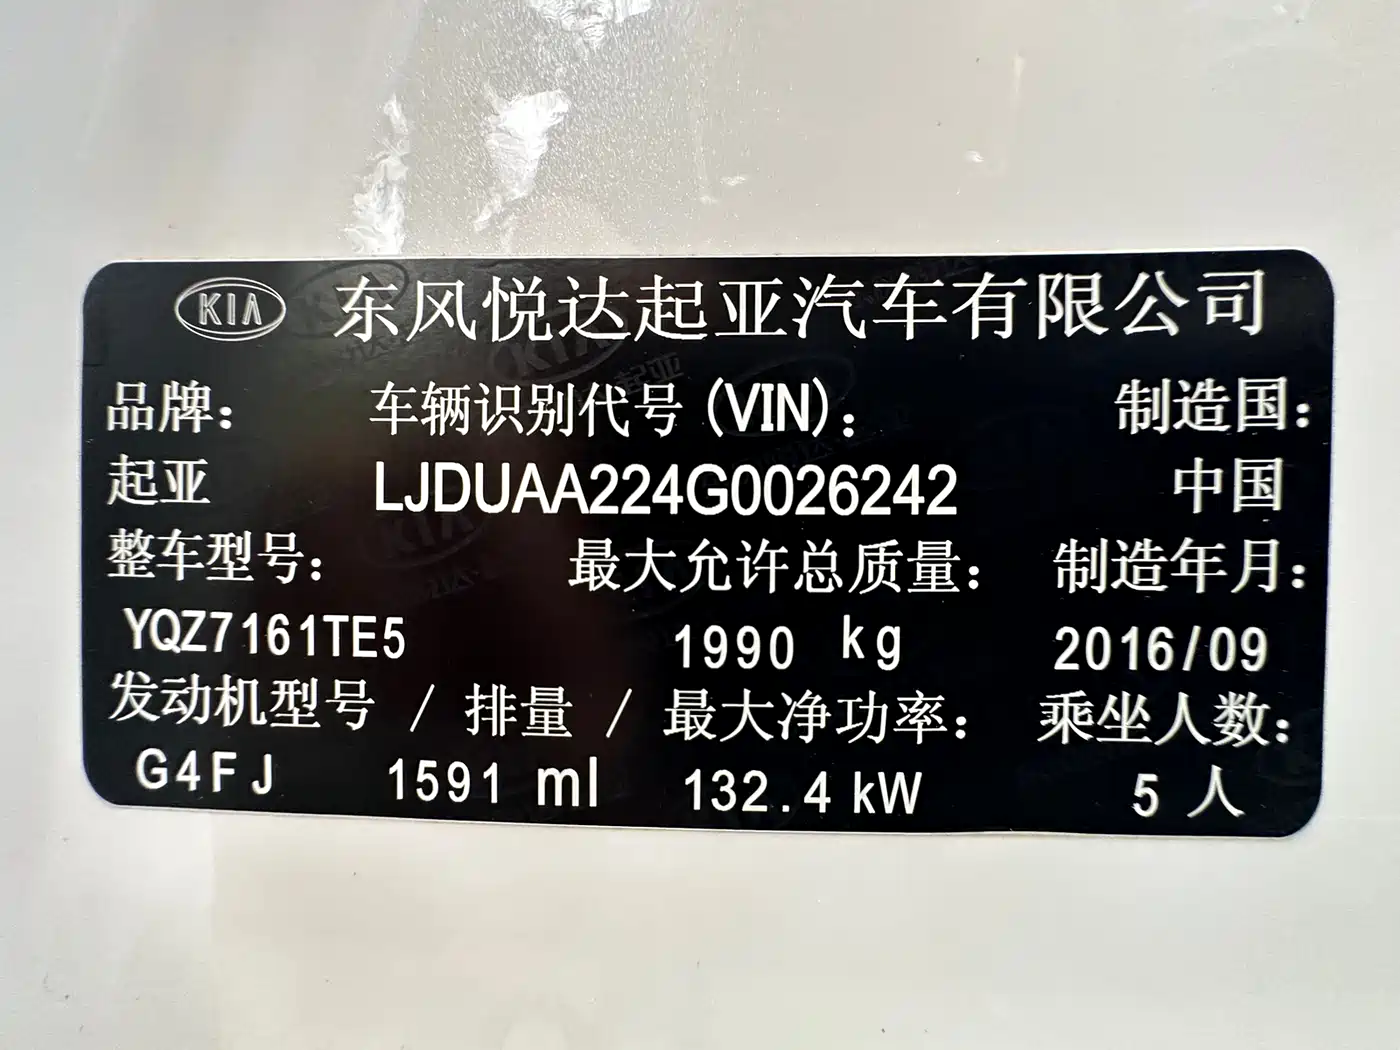 KIA 东风悦达起亚汽车有限公司
品牌： 车辆识别代号 (VIN)： 制造国：
起亚 LJDUAA224G0026242 中国
整车型号： 最大允许总质量： 制造年月：
YQZ7161TE5 1990 kg 2016/09
发动机型号 / 排量 / 最大净功率： 乘坐人数：
G4FJ 1591 ml 132.4 kW 5 人